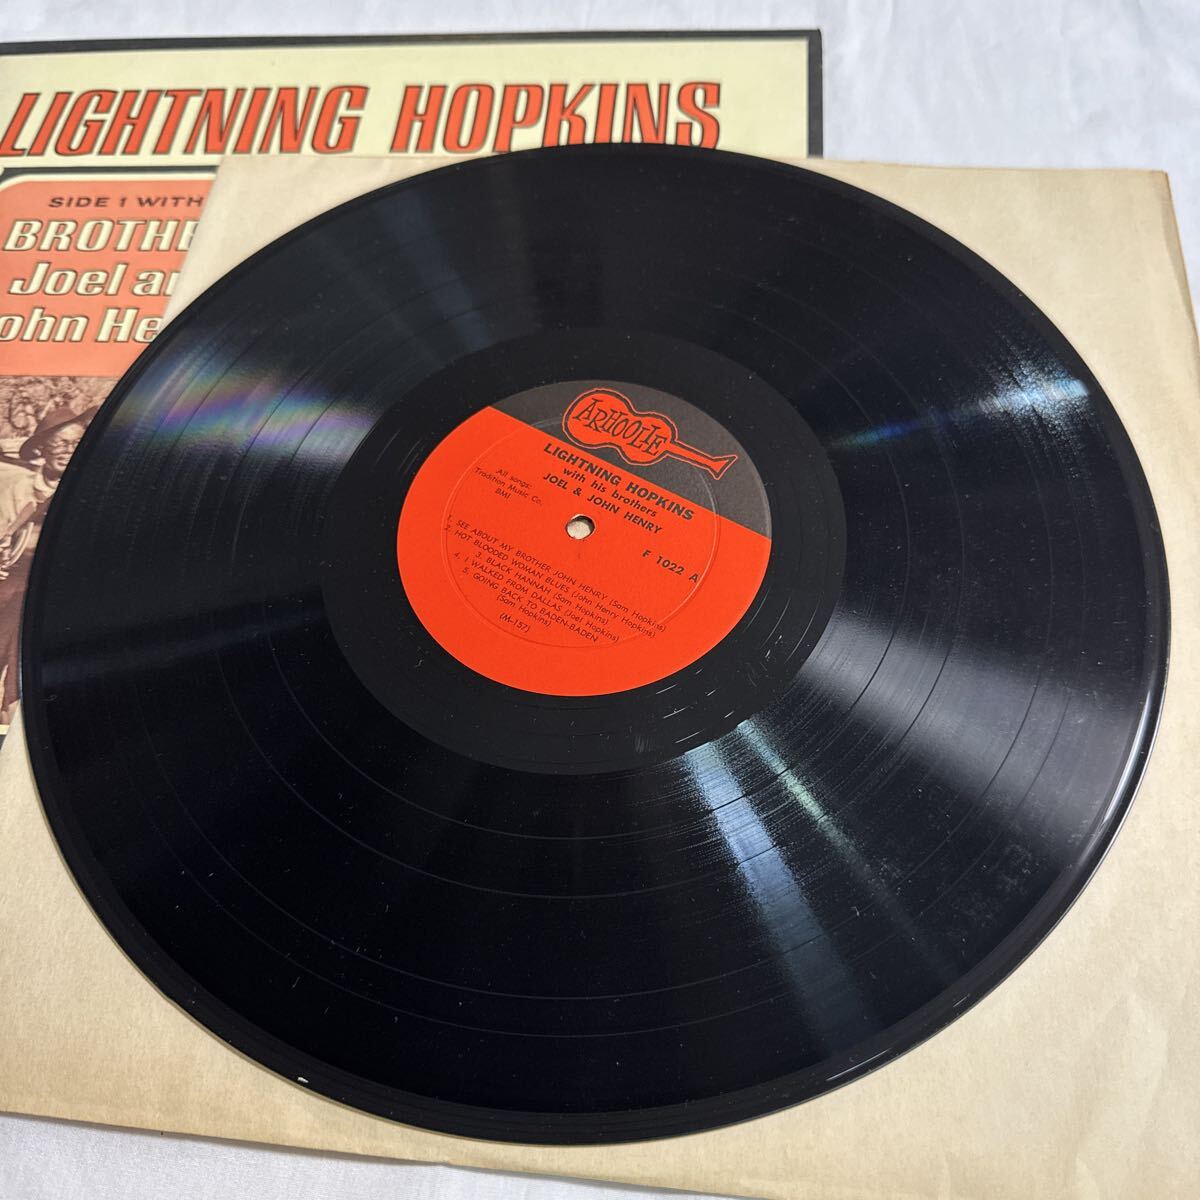 LIGHTNING HOPKINS
SIDE 1 WITH
BROTHE
Joel a
ohn He
ARHOOLIE
LIGHTNING HOPKINS
with his brothers
JOEL & JOHN HENRY
All songs:
Tradition Music Co.
BMI
F 1022 A
1. SEE ABOUT MY BROTHER JOHN HENRY (Sam Hopkins)
2. HOT BLOODED WOMAN BLUES (John Henry Hopkins)
3. BLACK HANNAH (Sam Hopkins)
4. I WALKED FROM DALLAS (Joel Hopkins)
5. GOING BACK TO BADEN-BADEN
(Sam Hopkins)
(M-157)